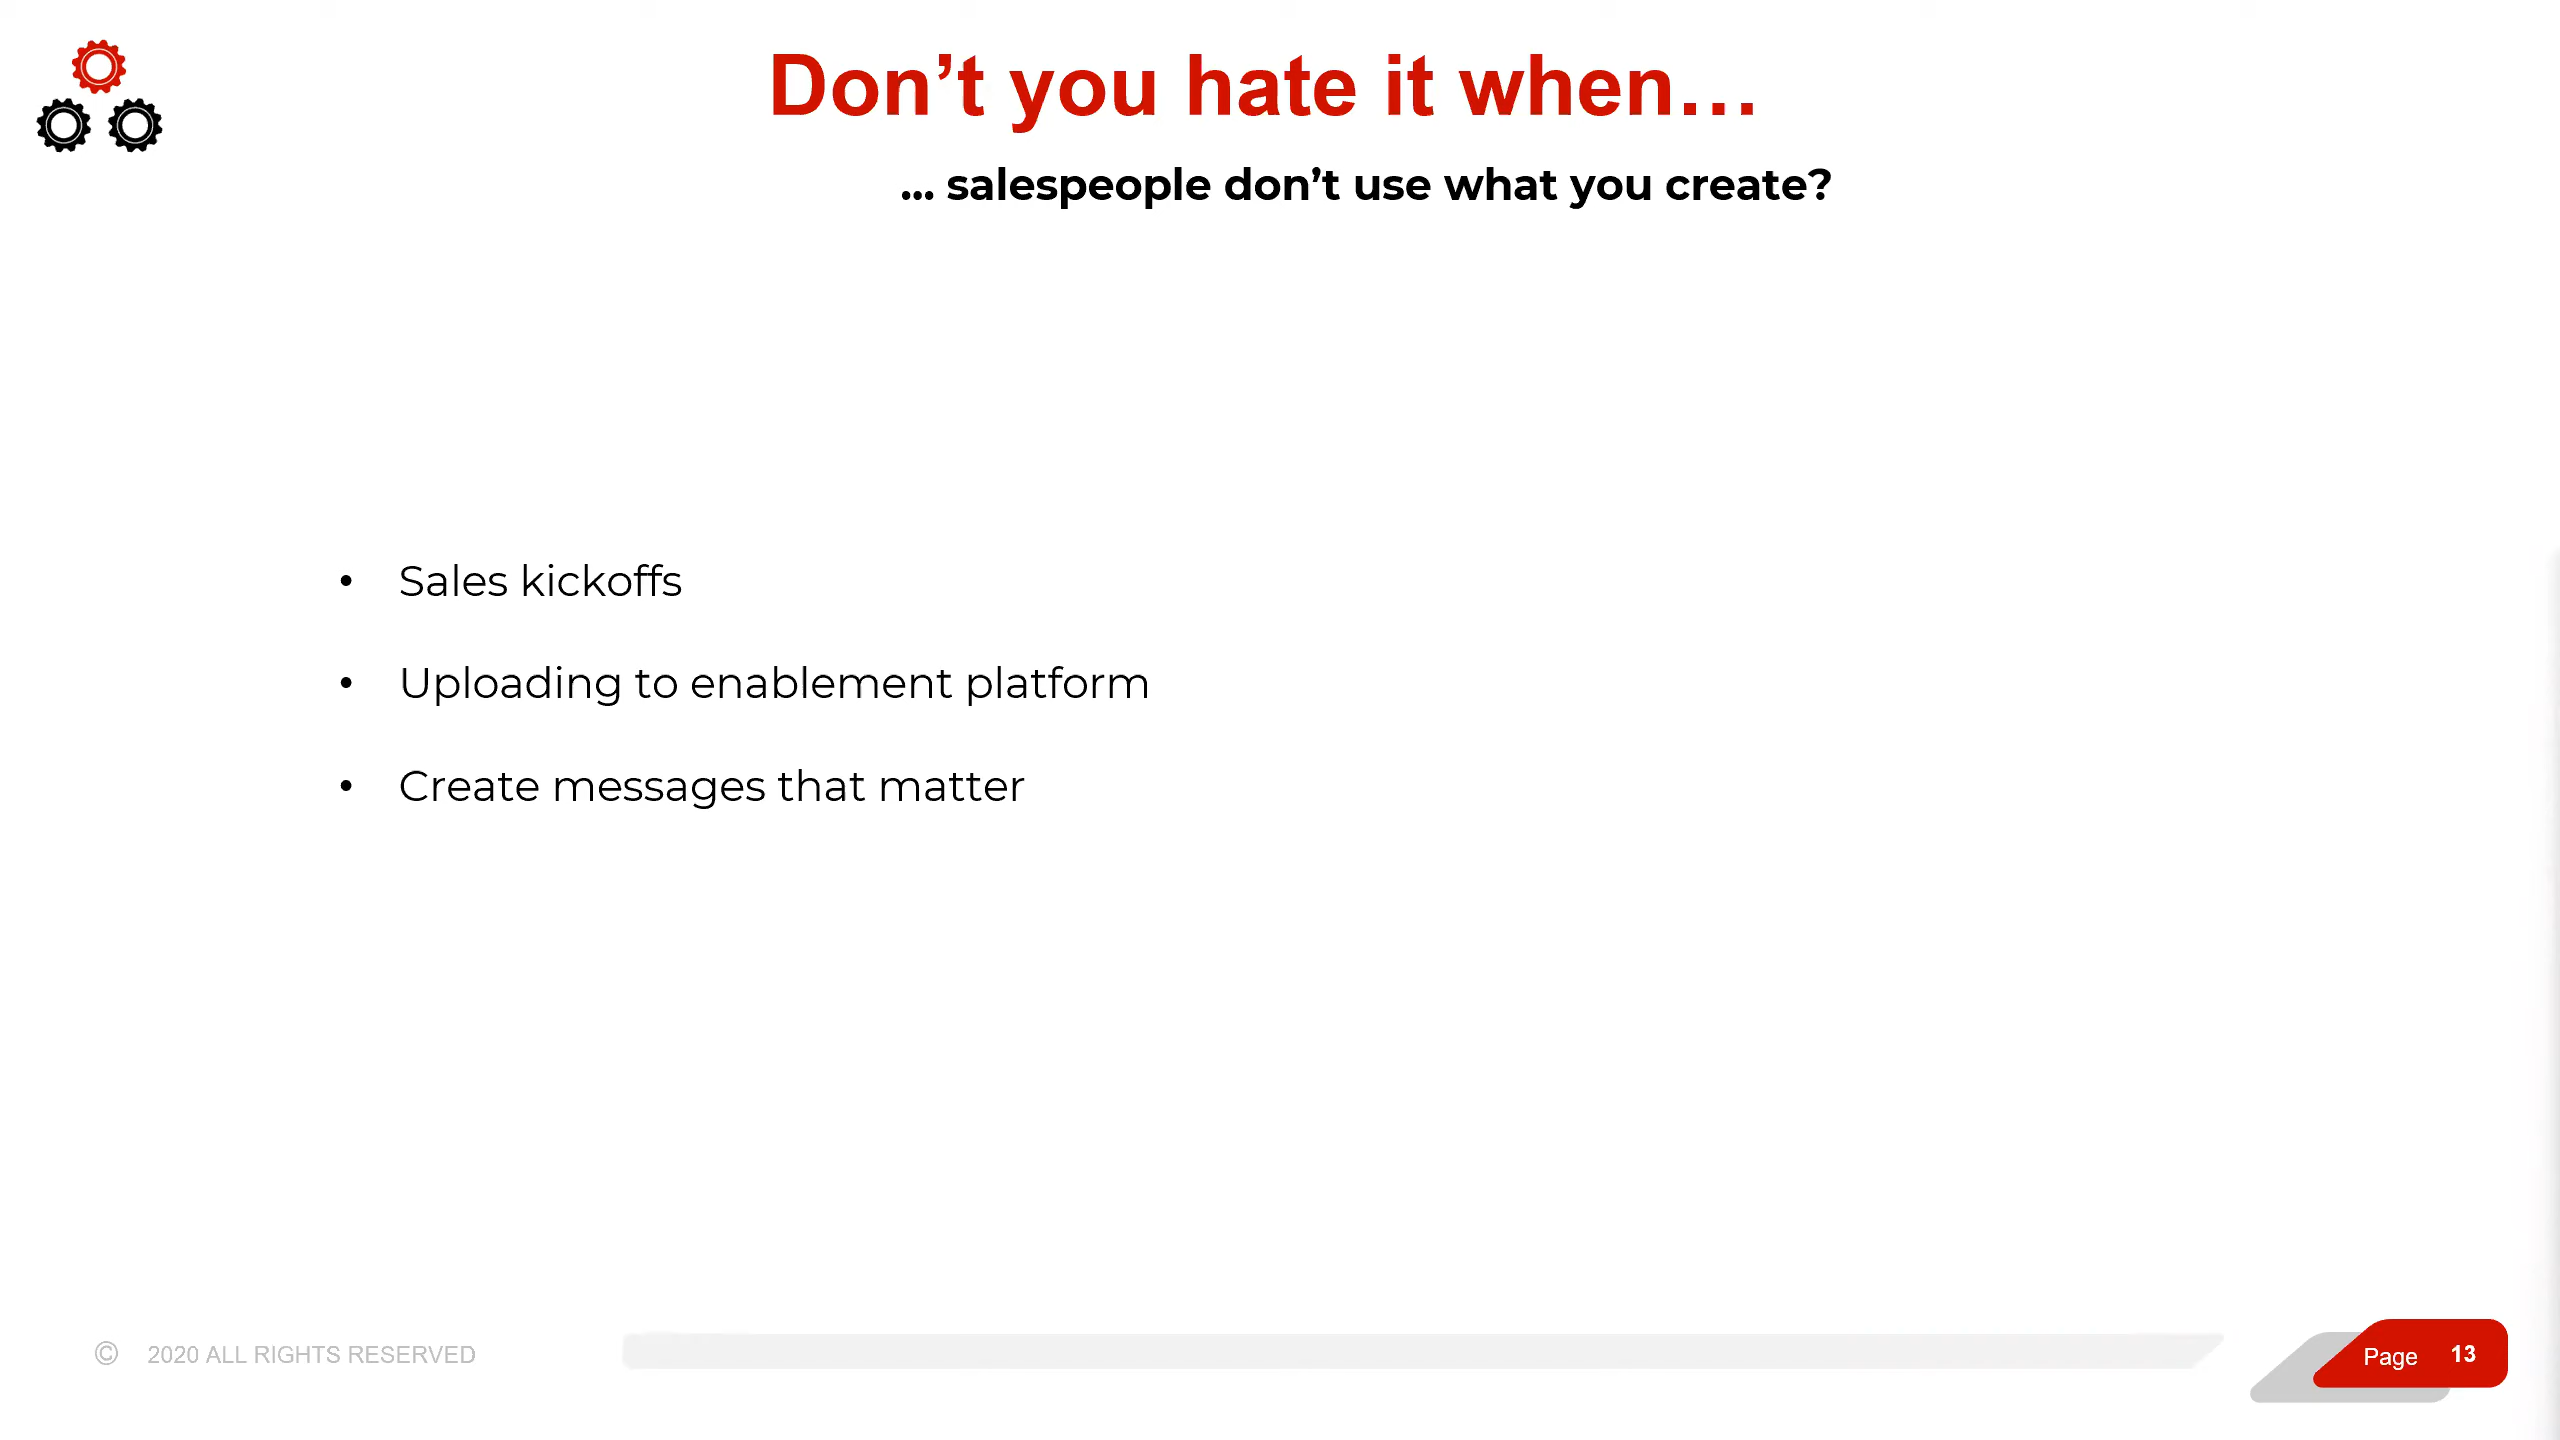 Don’t you hate it when…
... salespeople don’t use what you create?
• Sales kickoffs
• Uploading to enablement platform
• Create messages that matter
© 2020 ALL RIGHTS RESERVED
Page 13